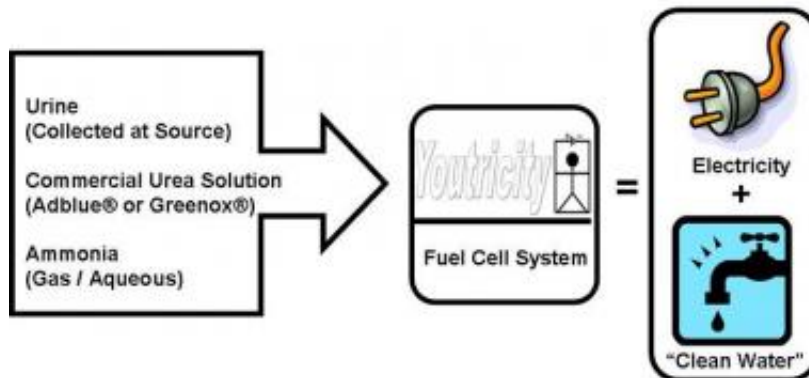 Urine
(Collected at Source)
Commercial Urea Solution
(Adblue® or Greenox®)
Ammonia
(Gas / Aqueous)
Youtricity
Fuel Cell System
=
Electricity
+
"Clean Water"